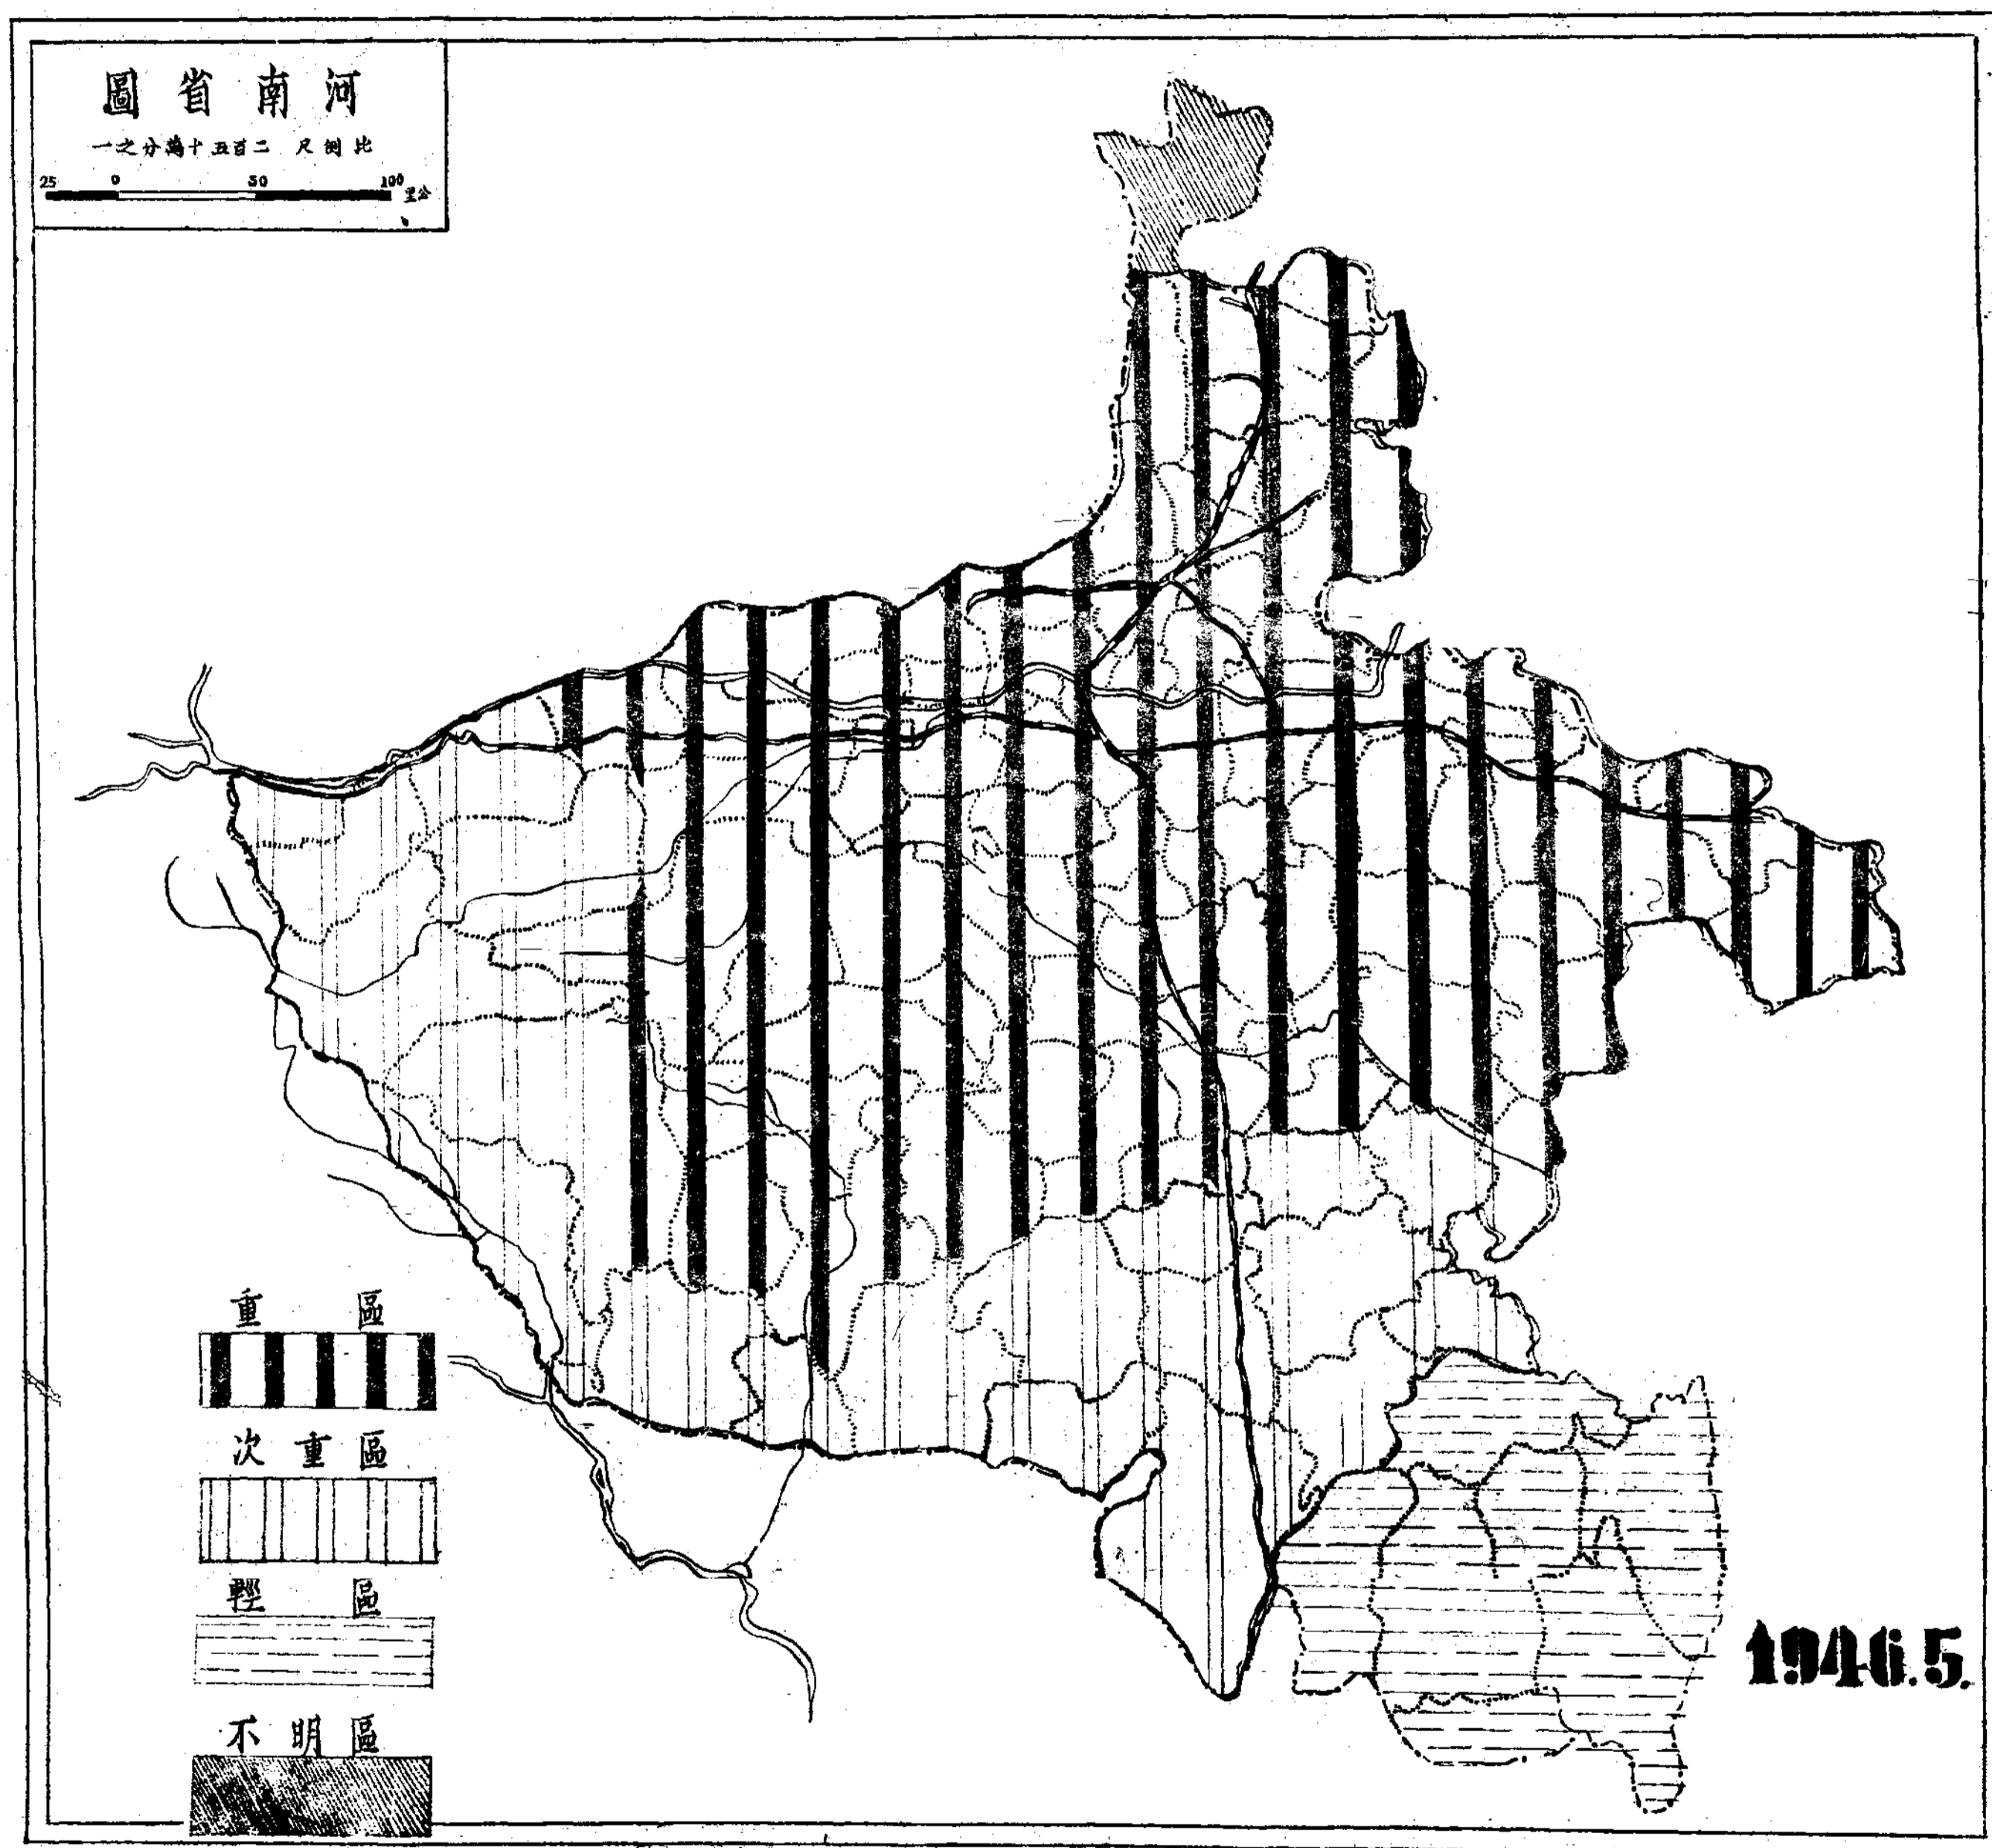 河南省圖
比例尺 二百五十萬分之一
25 0 50 100 公里
重區
次重區
輕區
不明區
1946.5.